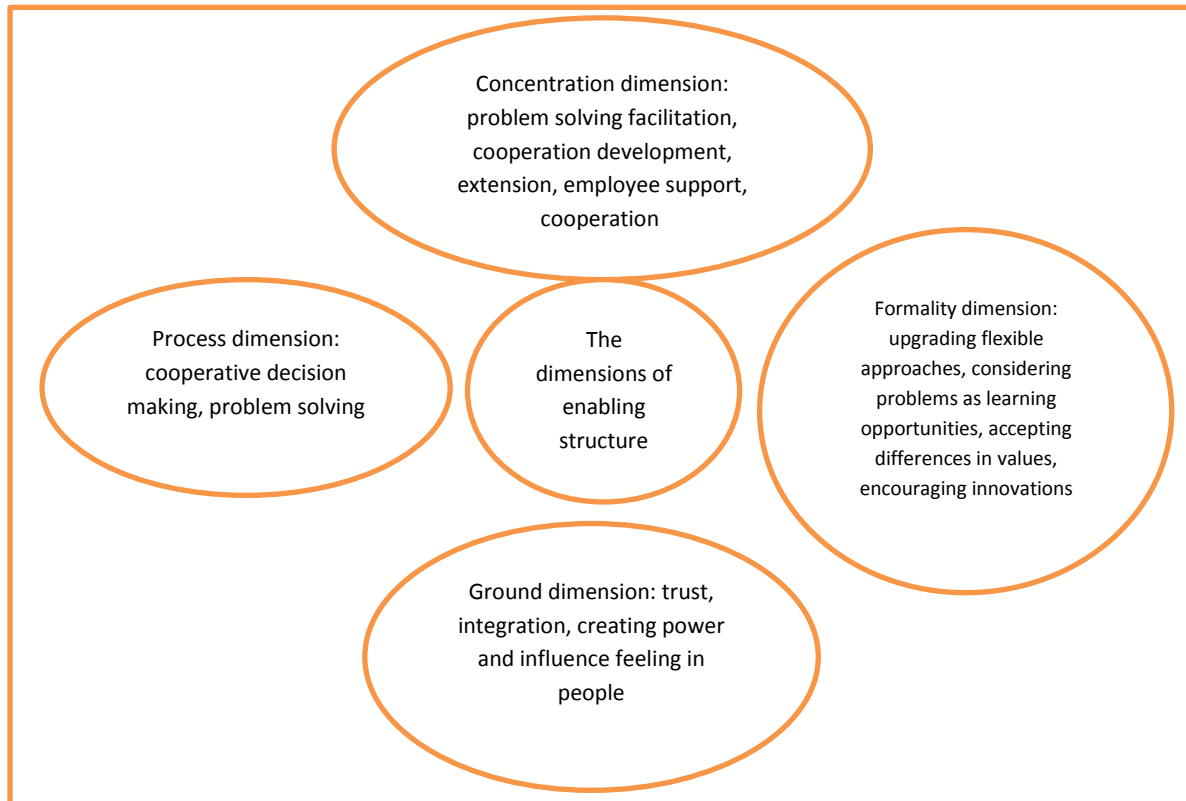 Concentration dimension:
problem solving facilitation,
cooperation development,
extension, employee support,
cooperation
Process dimension:
cooperative decision
making, problem solving
The
dimensions of
enabling
structure
Formality dimension:
upgrading flexible
approaches, considering
problems as learning
opportunities, accepting
differences in values,
encouraging innovations
Ground dimension: trust,
integration, creating power
and influence feeling in
people